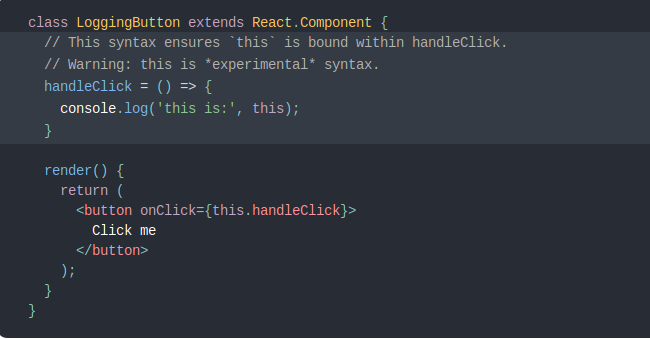 class LoggingButton extends React.Component {
  // This syntax ensures `this` is bound within handleClick.
  // Warning: this is *experimental* syntax.
  handleClick = () => {
    console.log('this is:', this);
  }

  render() {
    return (
      <button onClick={this.handleClick}>
        Click me
      </button>
    );
  }
}